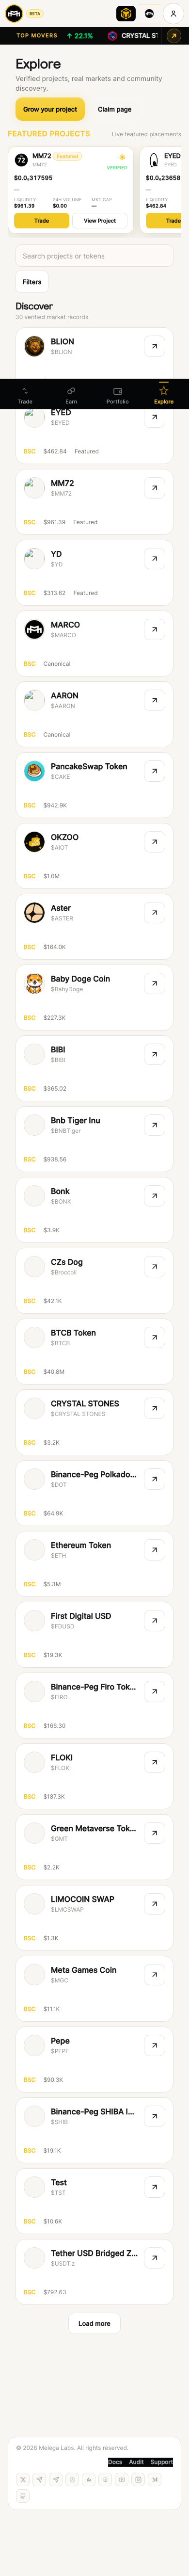 BETA
TOP MOVERS ↑ 22.1% CRYSTAL ST
Explore
Verified projects, real markets and community
discovery.
Grow your project Claim page
FEATURED PROJECTS Live featured placements
MM72 Featured
MM72
VERIFIED
$0.0₆317595
—
LIQUIDITY 24H VOLUME MKT CAP
$961.39 $0.00 —
Trade View Project
EYED
EYED
LIQUIDITY
$462.84
Trade
Search projects or tokens
Filters
Discover
30 verified market records
BLION
$BLION
Trade Earn Portfolio Explore
EYED
$EYED
BSC $462.84 Featured
MM72
$MM72
BSC $961.39 Featured
YD
$YD
BSC $313.62 Featured
MARCO
$MARCO
BSC Canonical
AARON
$AARON
BSC Canonical
PancakeSwap Token
$CAKE
BSC $942.9K
OKZOO
$AIOT
BSC $1.0M
Aster
$ASTER
BSC $164.0K
Baby Doge Coin
$BabyDoge
BSC $227.3K
BIBI
$BIBI
BSC $365.02
Bnb Tiger Inu
$BNBTiger
BSC $938.56
Bonk
$BONK
BSC $3.9K
CZs Dog
$Broccoli
BSC $42.1K
BTCB Token
$BTCB
BSC $40.8M
CRYSTAL STONES
$CRYSTAL STONES
BSC $3.2K
Binance-Peg Polkado...
$DOT
BSC $64.9K
Ethereum Token
$ETH
BSC $5.3M
First Digital USD
$FDUSD
BSC $19.3K
Binance-Peg Firo Tok...
$FIRO
BSC $166.30
FLOKI
$FLOKI
BSC $187.3K
Green Metaverse Tok...
$GMT
BSC $2.2K
LIMOCOIN SWAP
$LMCSWAP
BSC $1.3K
Meta Games Coin
$MGC
BSC $11.1K
Pepe
$PEPE
BSC $90.3K
Binance-Peg SHIBA I...
$SHIB
BSC $19.1K
Test
$TST
BSC $10.6K
Tether USD Bridged Z...
$USDT.z
BSC $792.63
Load more
© 2026 Melega Labs. All rights reserved.
Docs Audit Support